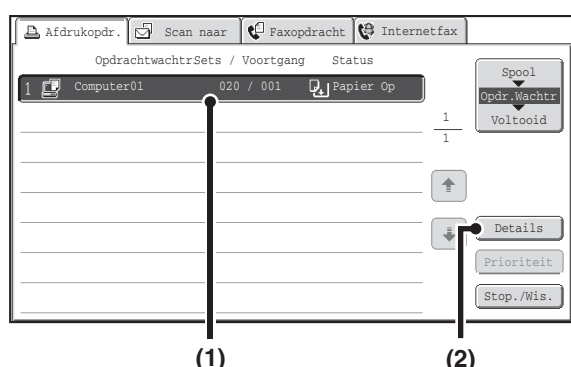 Afdrukopdr. Scan naar Faxopdracht Internetfax
OpdrachtwachtrSets / Voortgang Status
1 Computer01 020 / 001 Papier Op
1
1
Spool
Opdr.Wachtr
Voltooid
Details
Prioriteit
Stop./Wis.
(1) (2)